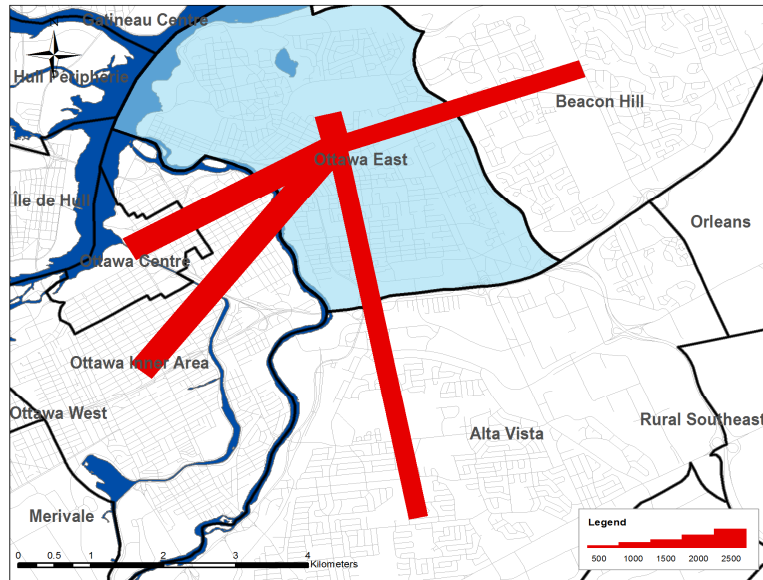 Gatineau Centre
N
Hull Périphérie
Beacon Hill
Ottawa East
Île de Hull
Orleans
Ottawa Centre
Ottawa Inner Area
Ottawa West
Rural Southeast
Alta Vista
Merivale
Legend
500 1000 1500 2000 2500
0 0.5 1 2 3 4
Kilometers